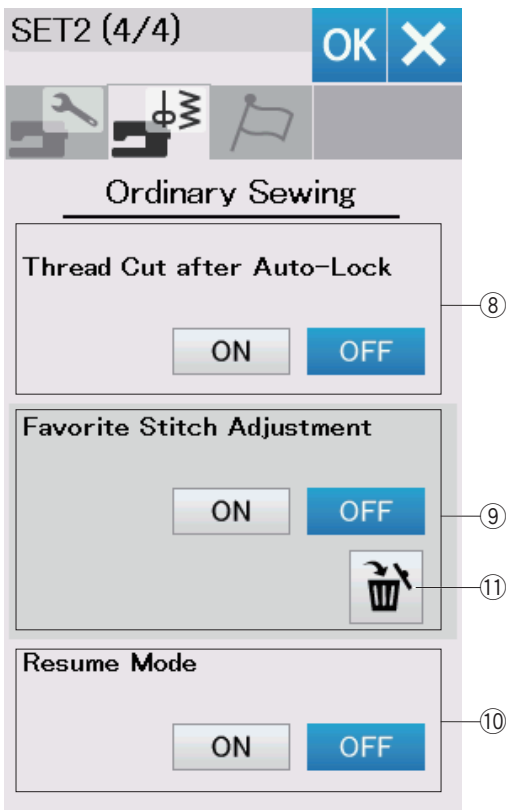 SET2 (4/4)
OK X
Ordinary Sewing
Thread Cut after Auto-Lock
⑧
ON OFF
Favorite Stitch Adjustment
ON OFF
⑨
⑪
Resume Mode
⑩
ON OFF